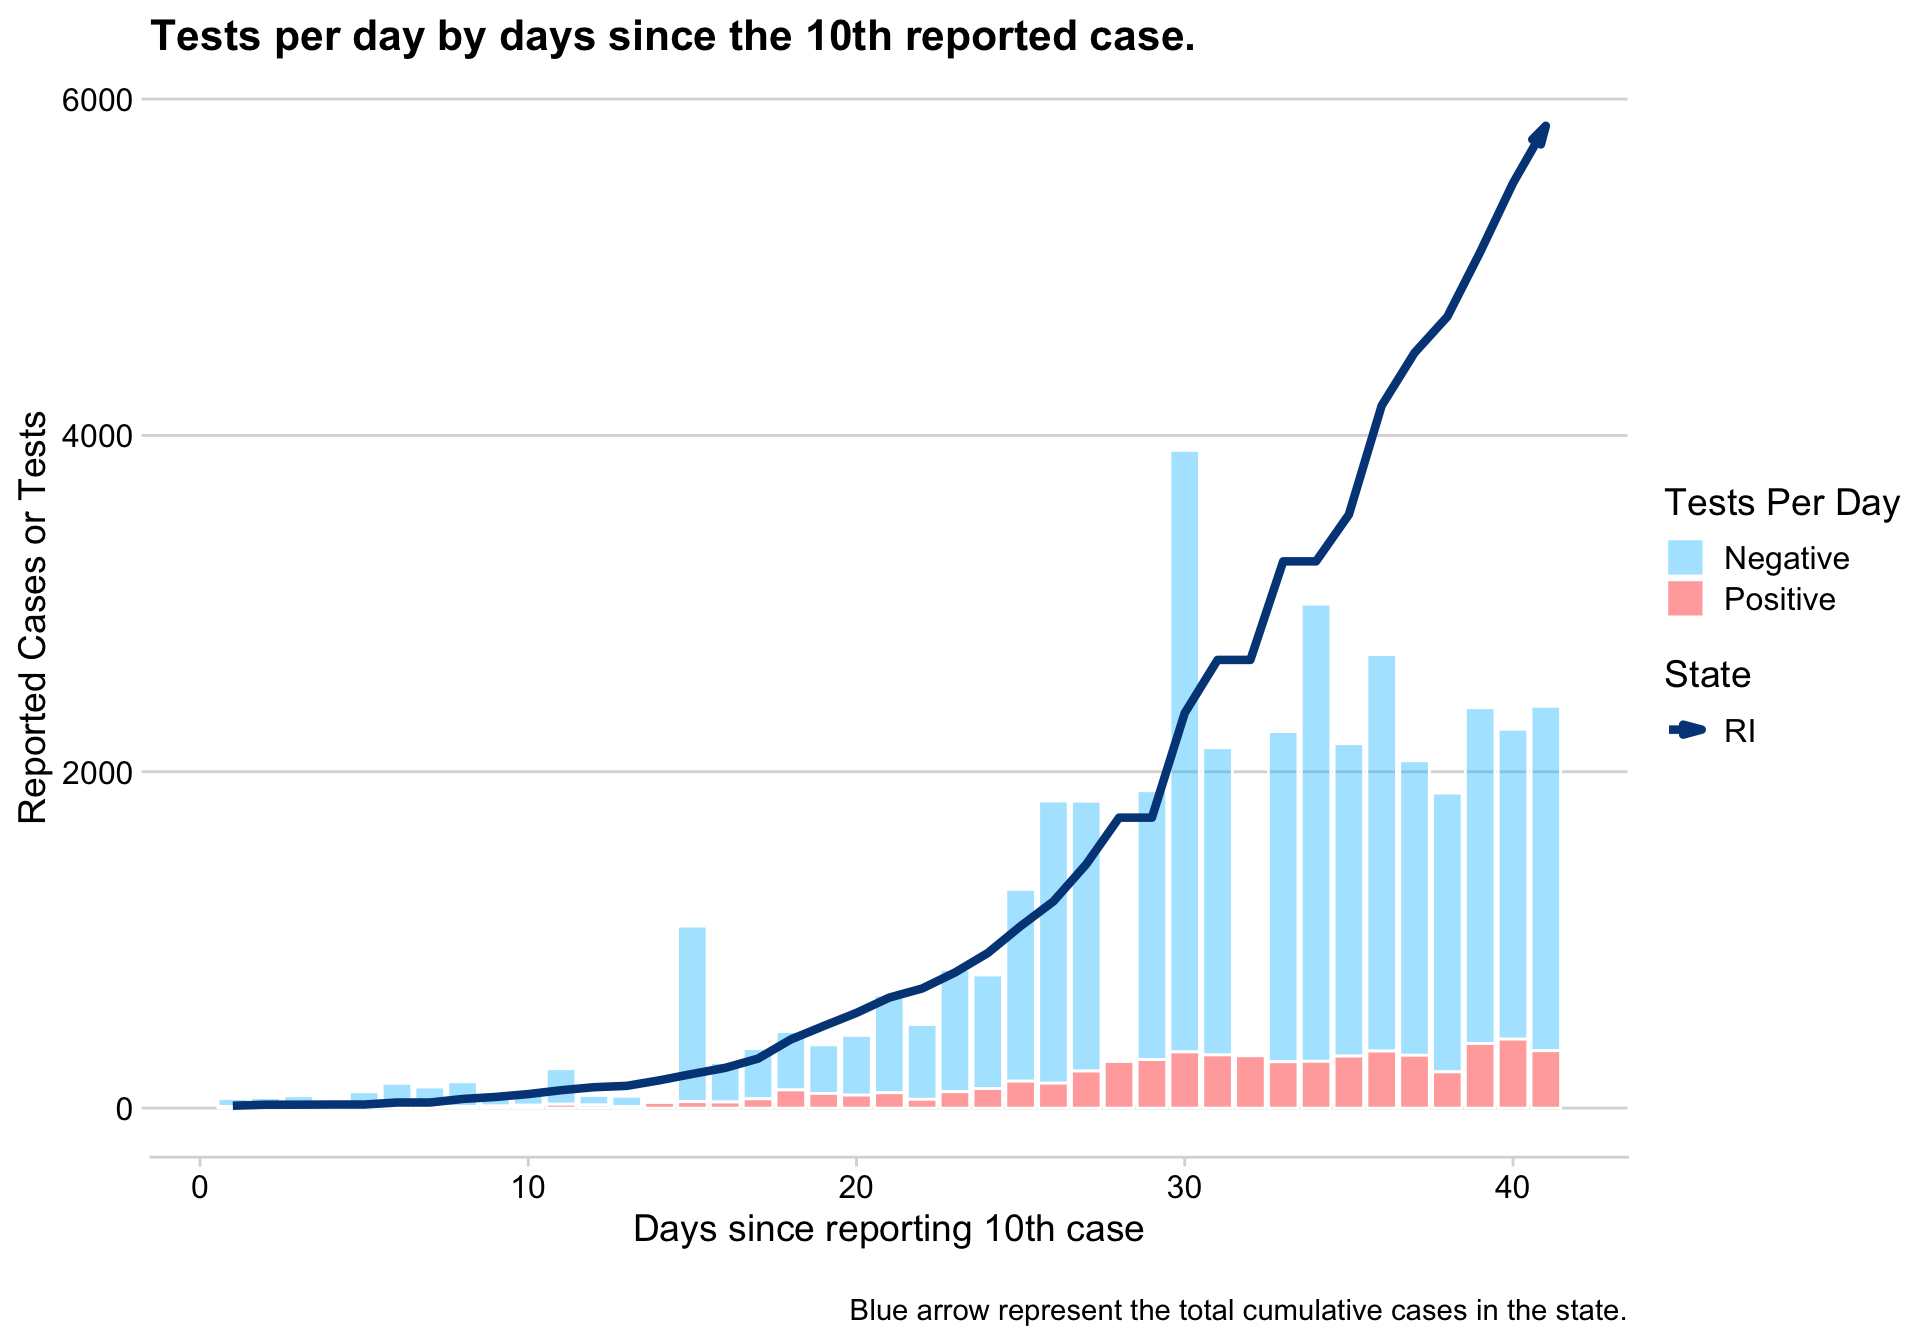 Tests per day by days since the 10th reported case.
6000
4000
2000
0
Reported Cases or Tests
0 10 20 30 40
Days since reporting 10th case
Tests Per Day
Negative
Positive
State
RI
Blue arrow represent the total cumulative cases in the state.